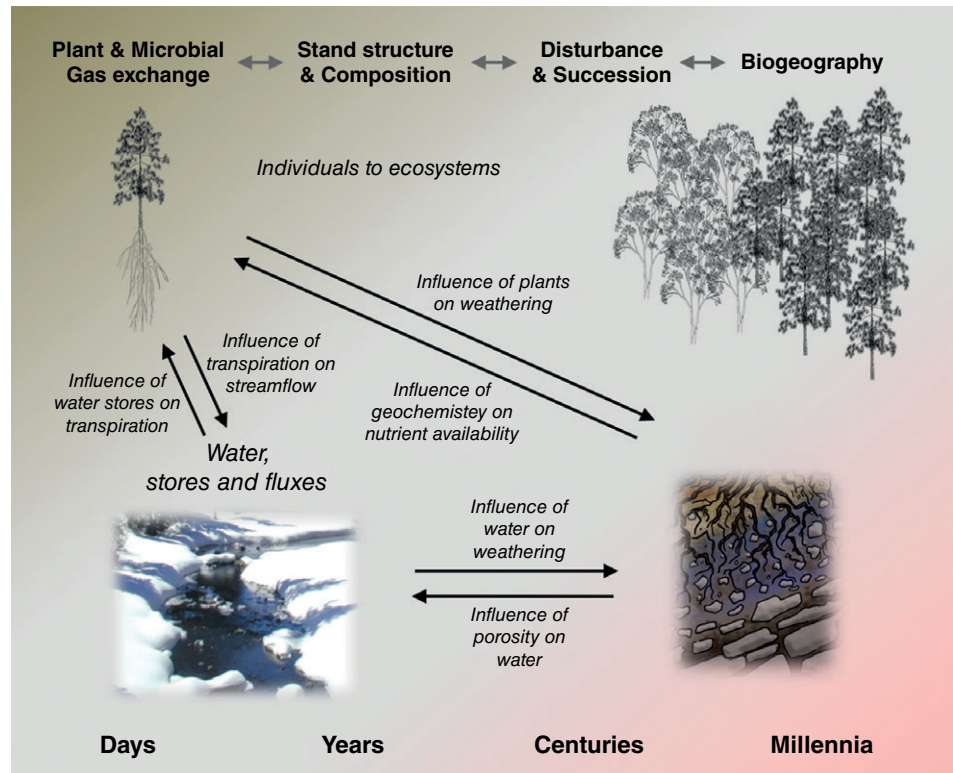 Plant & Microbial
Gas exchange
Stand structure
& Composition
Disturbance
& Succession
Biogeography
Individuals to ecosystems
Influence of plants
on weathering
Influence of
transpiration on
streamflow
Influence of
water stores on
transpiration
Influence of
geochemistey on
nutrient availability
Water,
stores and fluxes
Influence of
water on
weathering
Influence of
porosity on
water
Days
Years
Centuries
Millennia